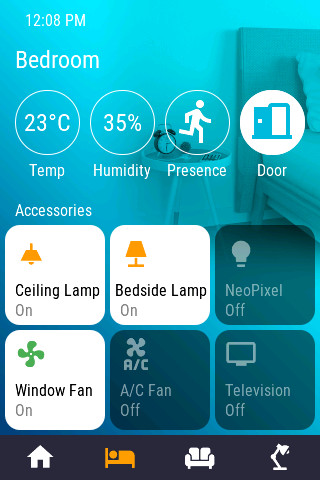 12:08 PM
Bedroom
23°C 35%
Temp Humidity Presence Door
Accessories
Ceiling Lamp Bedside Lamp NeoPixel
On On Off
A/C
Window Fan A/C Fan Television
On Off Off